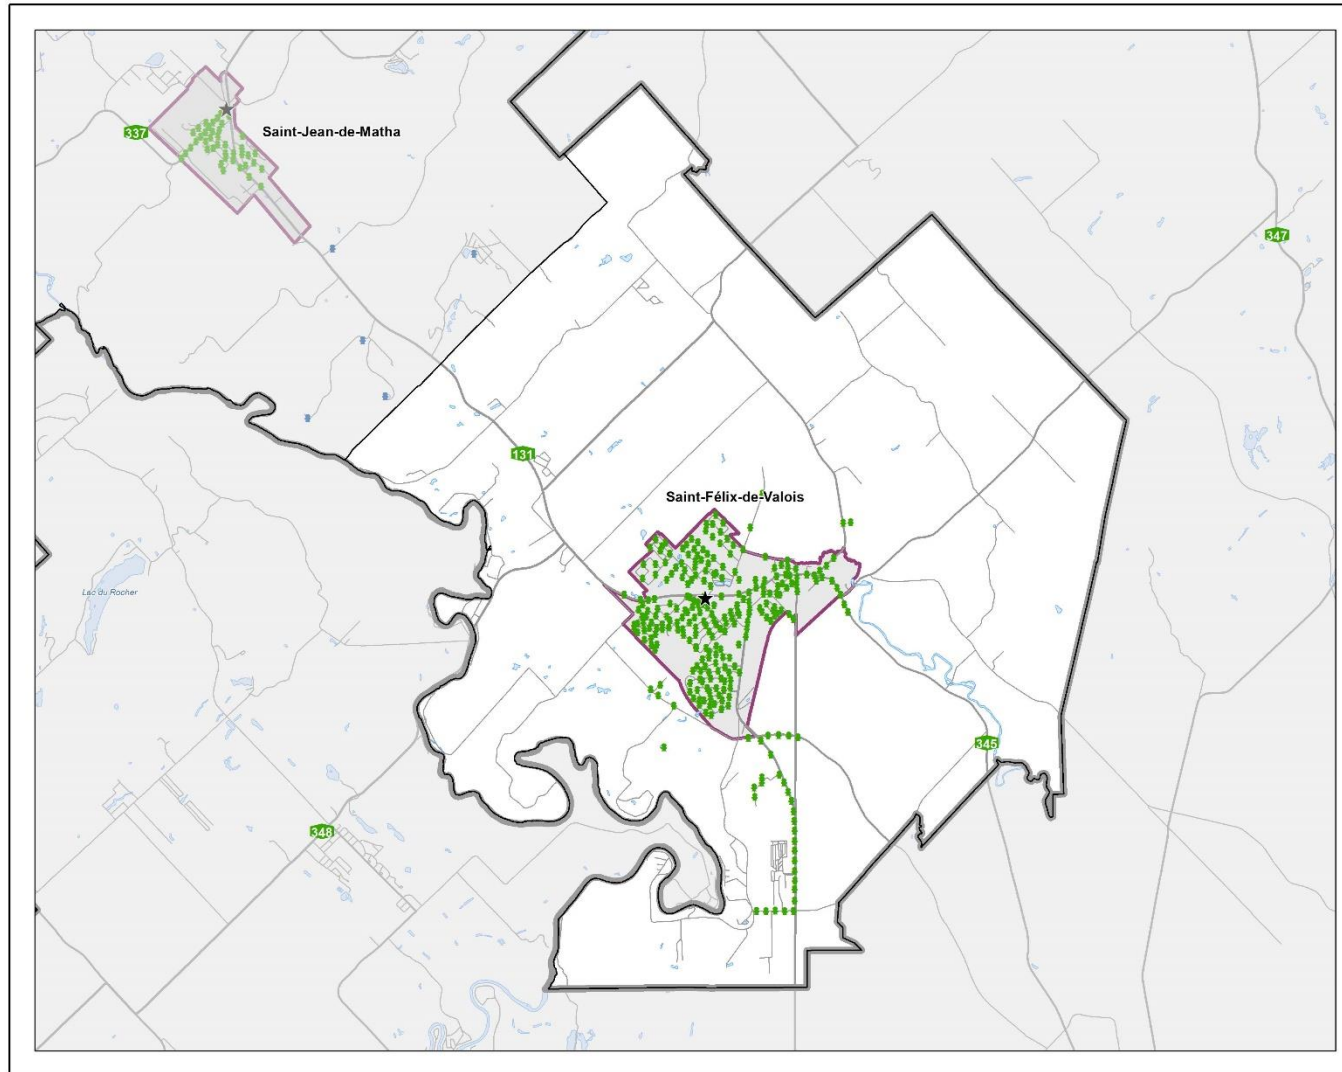 Saint-Jean-de-Matha
337
347
131
Saint-Félix-de-Valois
Lac du Rocher
345
348